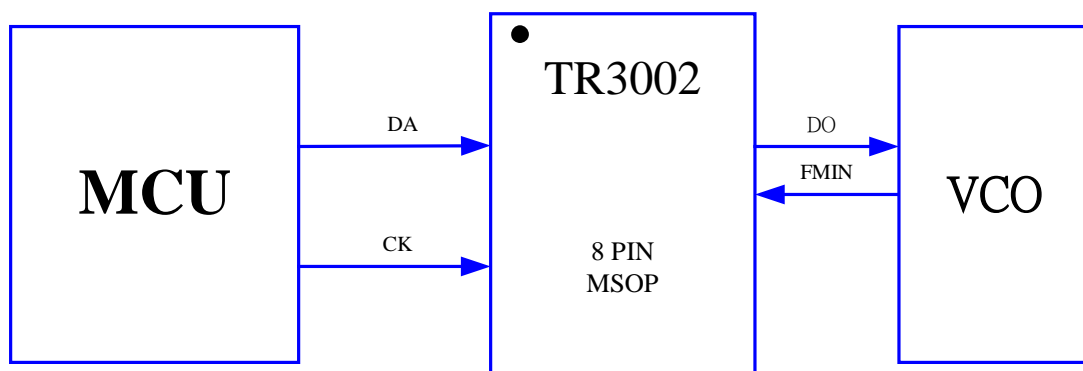 TR3002
DA
DO
FMIN
MCU
VCO
CK
8 PIN
MSOP